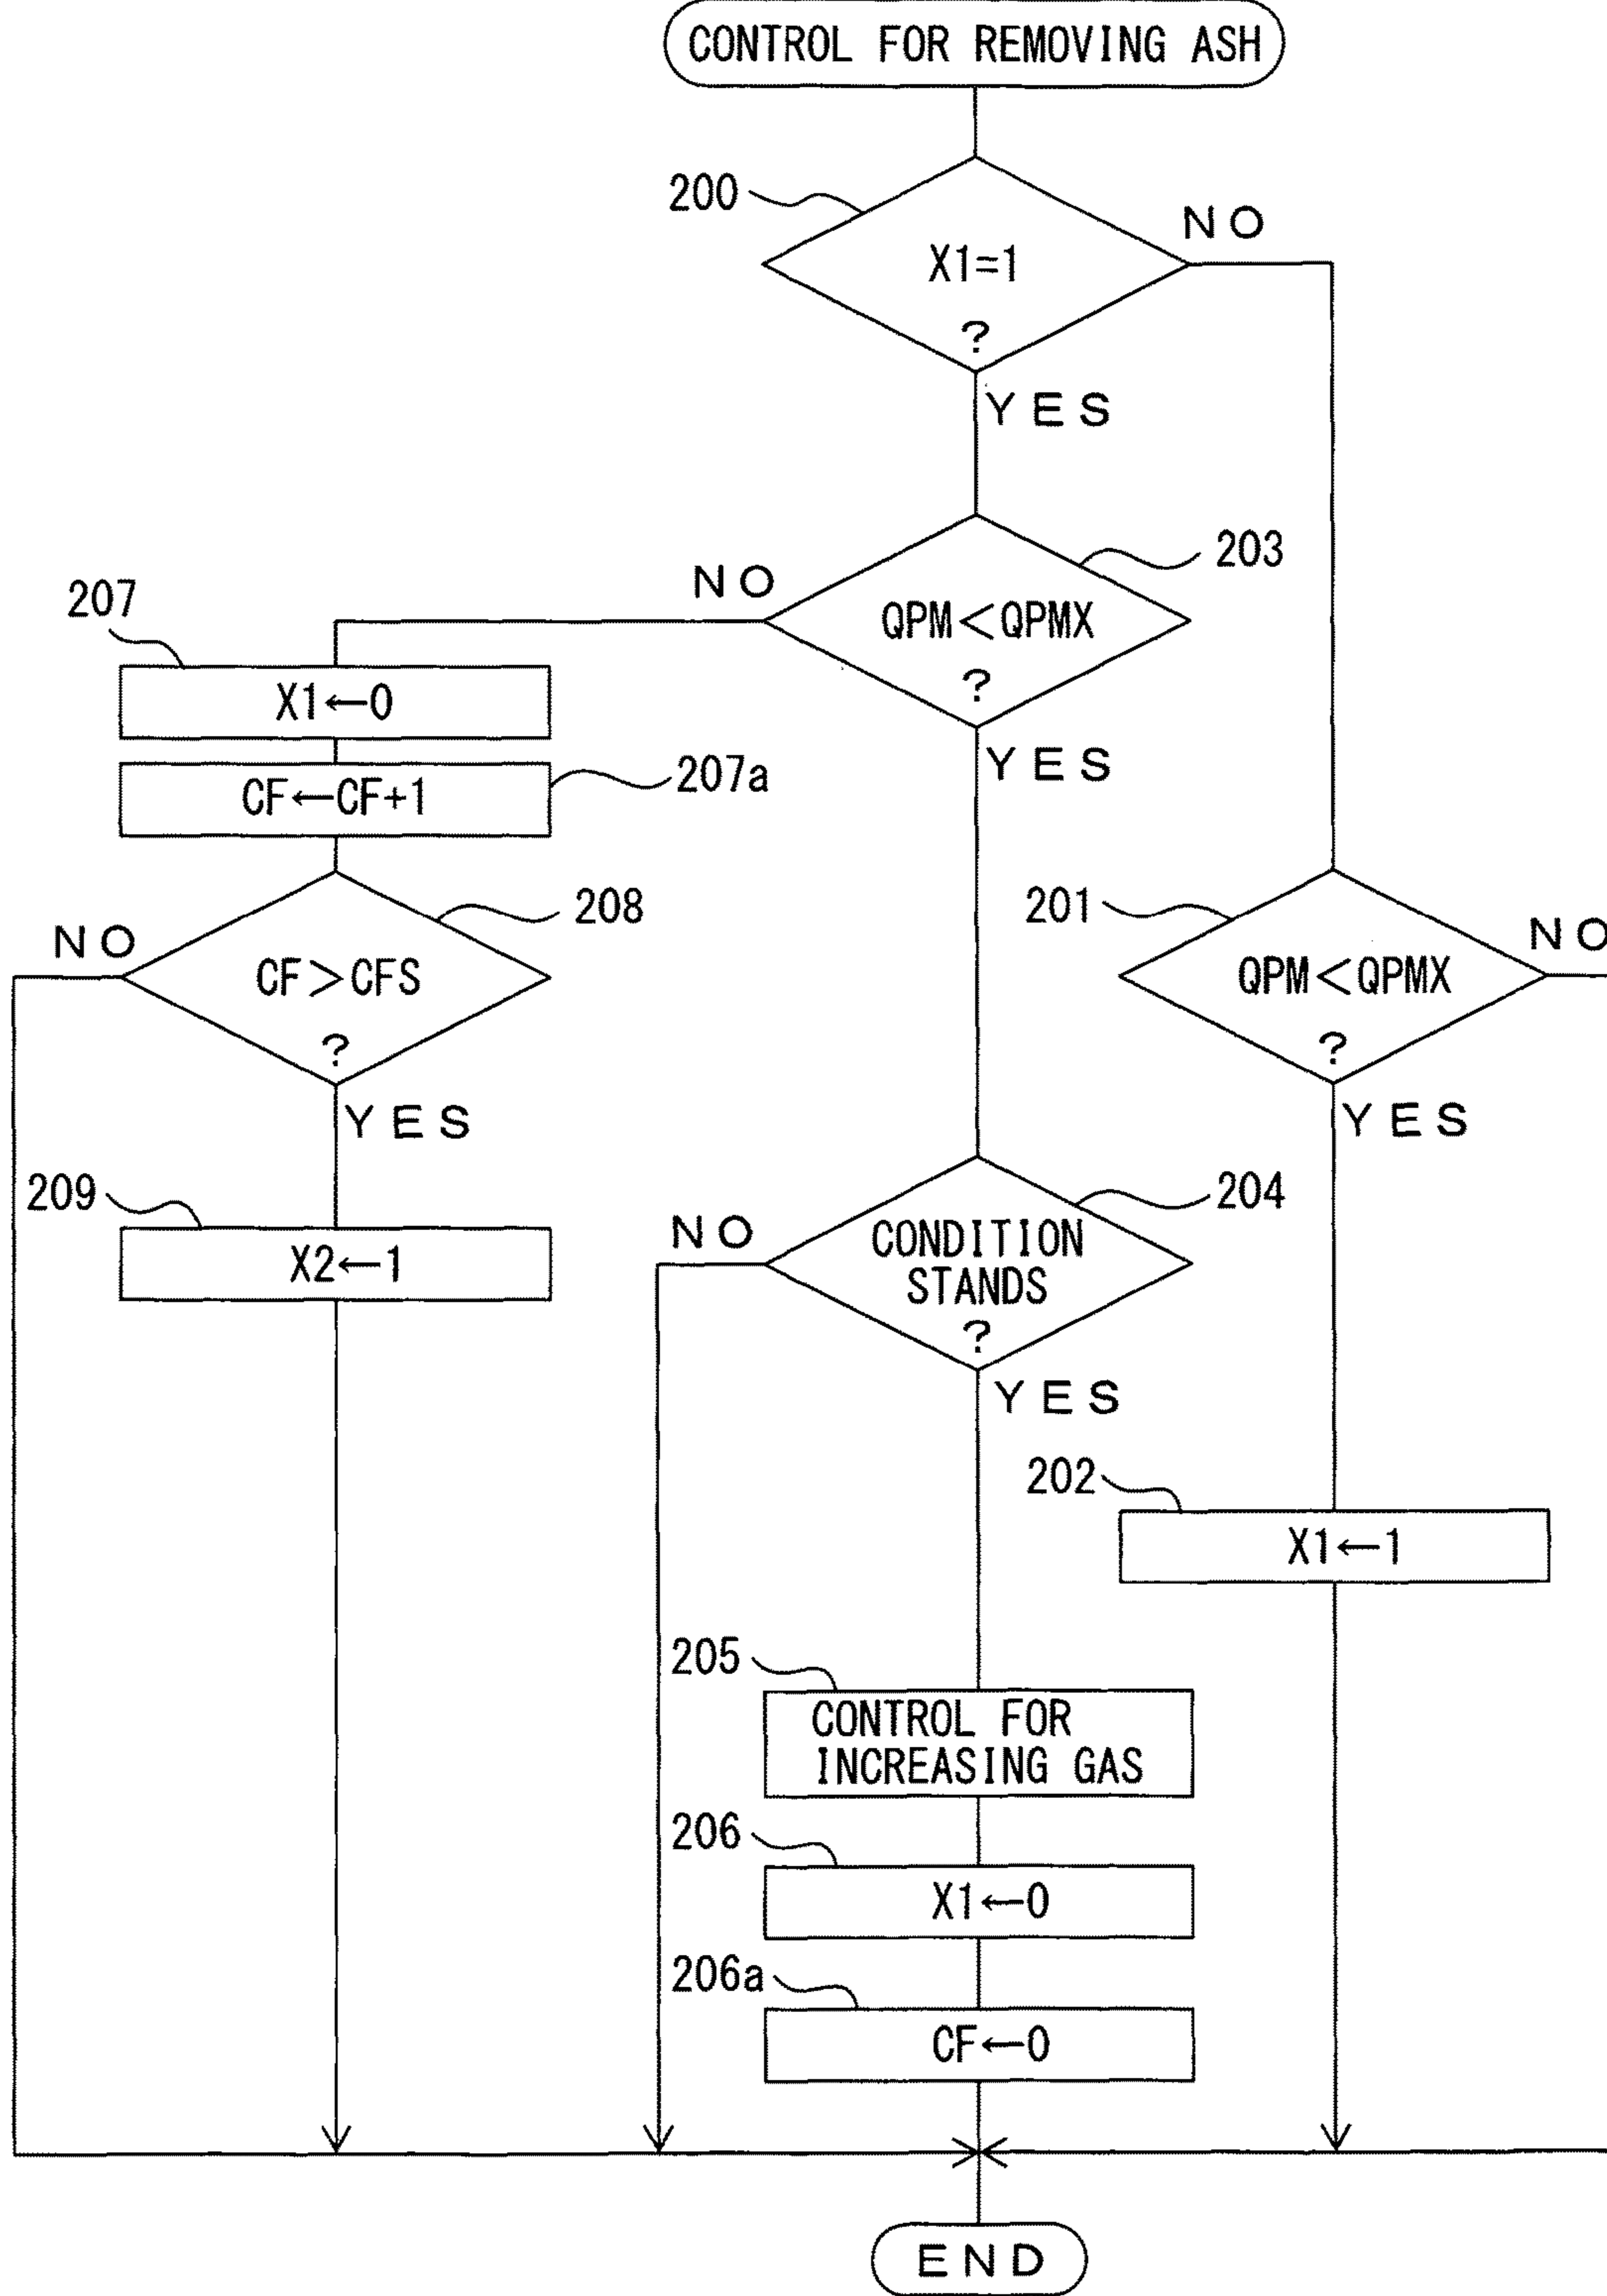 CONTROL FOR REMOVING ASH
200
NO
X1=1
?
YES
203
NO
QPM<QPMX
?
YES
207
X1←0
207a
CF←CF+1
208
NO
CF>CFS
?
YES
201
NO
QPM<QPMX
?
YES
209
X2←1
204
NO
CONDITION
STANDS
?
YES
202
X1←1
205
CONTROL FOR
INCREASING GAS
206
X1←0
206a
CF←0
END